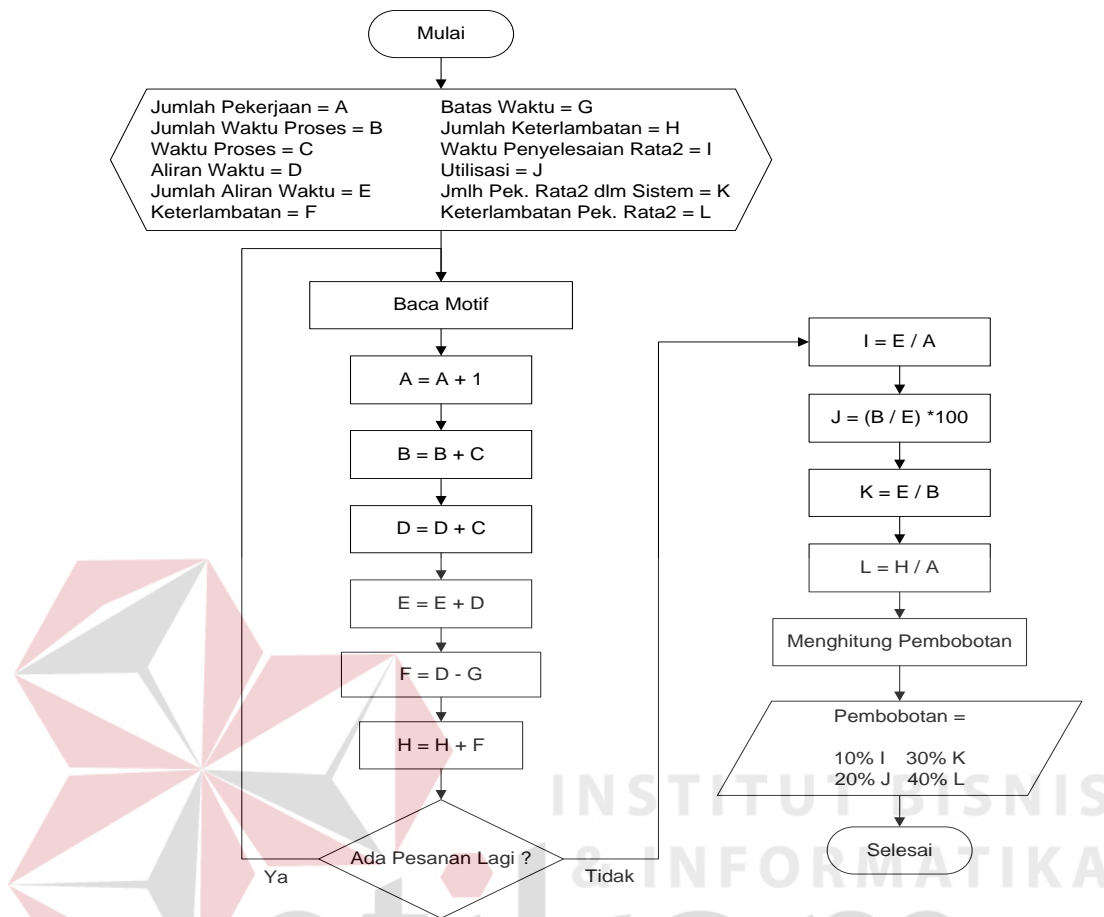 Mulai
Jumlah Pekerjaan = A
Jumlah Waktu Proses = B
Waktu Proses = C
Aliran Waktu = D
Jumlah Aliran Waktu = E
Keterlambatan = F
Batas Waktu = G
Jumlah Keterlambatan = H
Waktu Penyelesaian Rata2 = I
Utilisasi = J
Jmlh Pek. Rata2 dlm Sistem = K
Keterlambatan Pek. Rata2 = L
Baca Motif
A = A + 1
B = B + C
D = D + C
E = E + D
F = D - G
H = H + F
Ada Pesanan Lagi ?
Ya
Tidak
I = E / A
J = (B / E) *100
K = E / B
L = H / A
Menghitung Pembobotan
Pembobotan =
10% I 30% K
20% J 40% L
Selesai
INSTITUT BISNIS
& INFORMATIKA